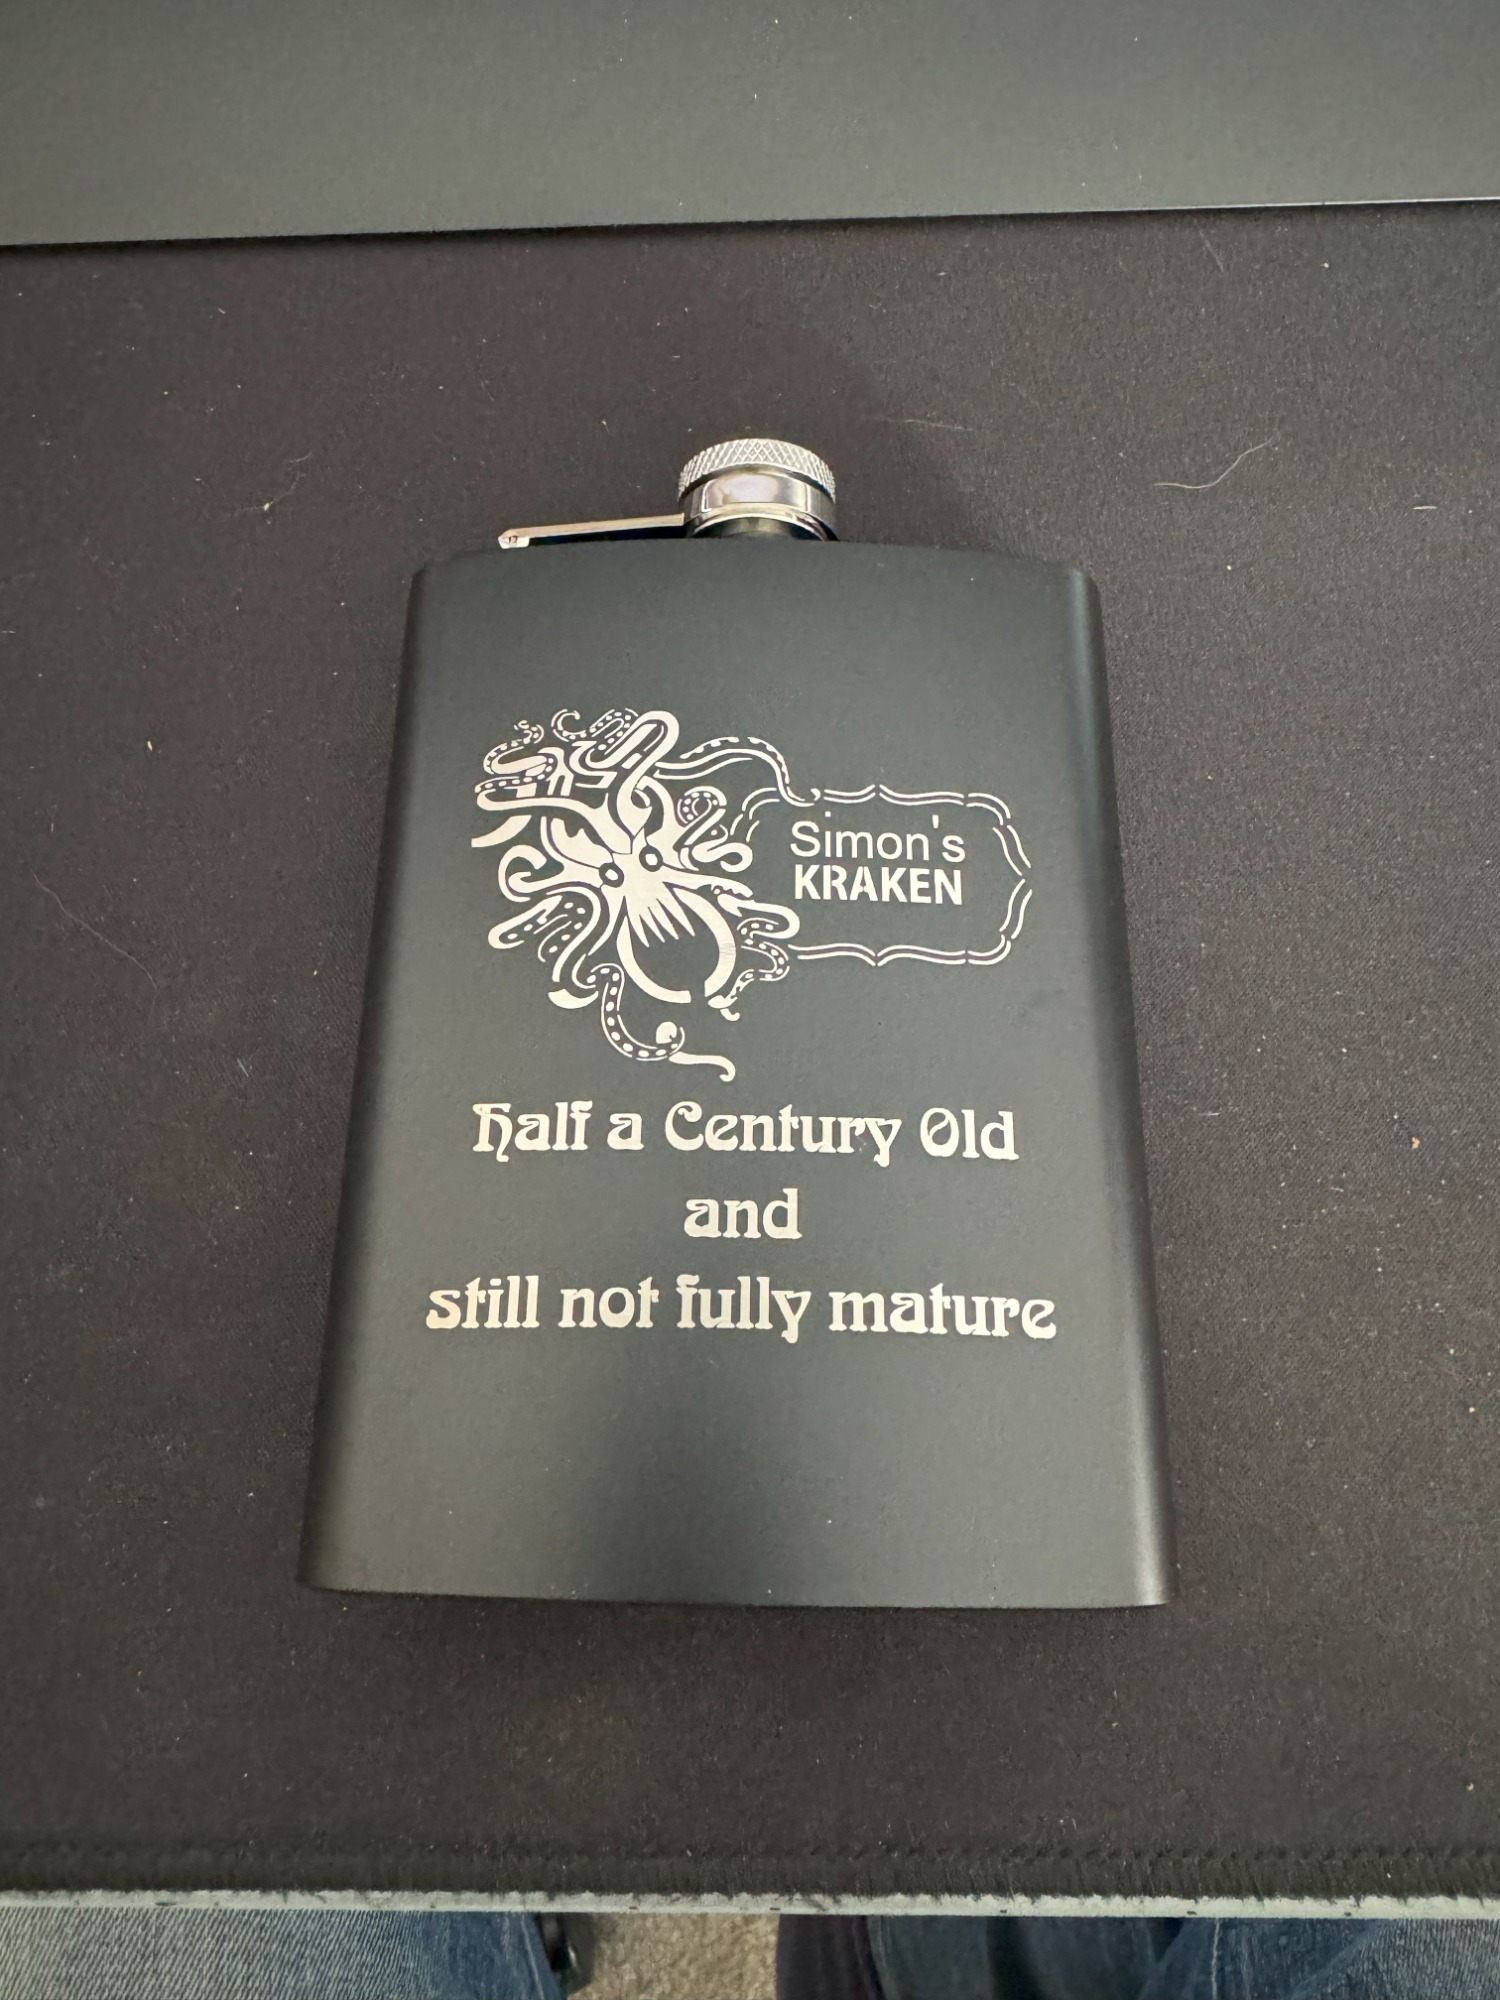 Simon's
KRAKEN
Half a Century Old
and
still not fully mature